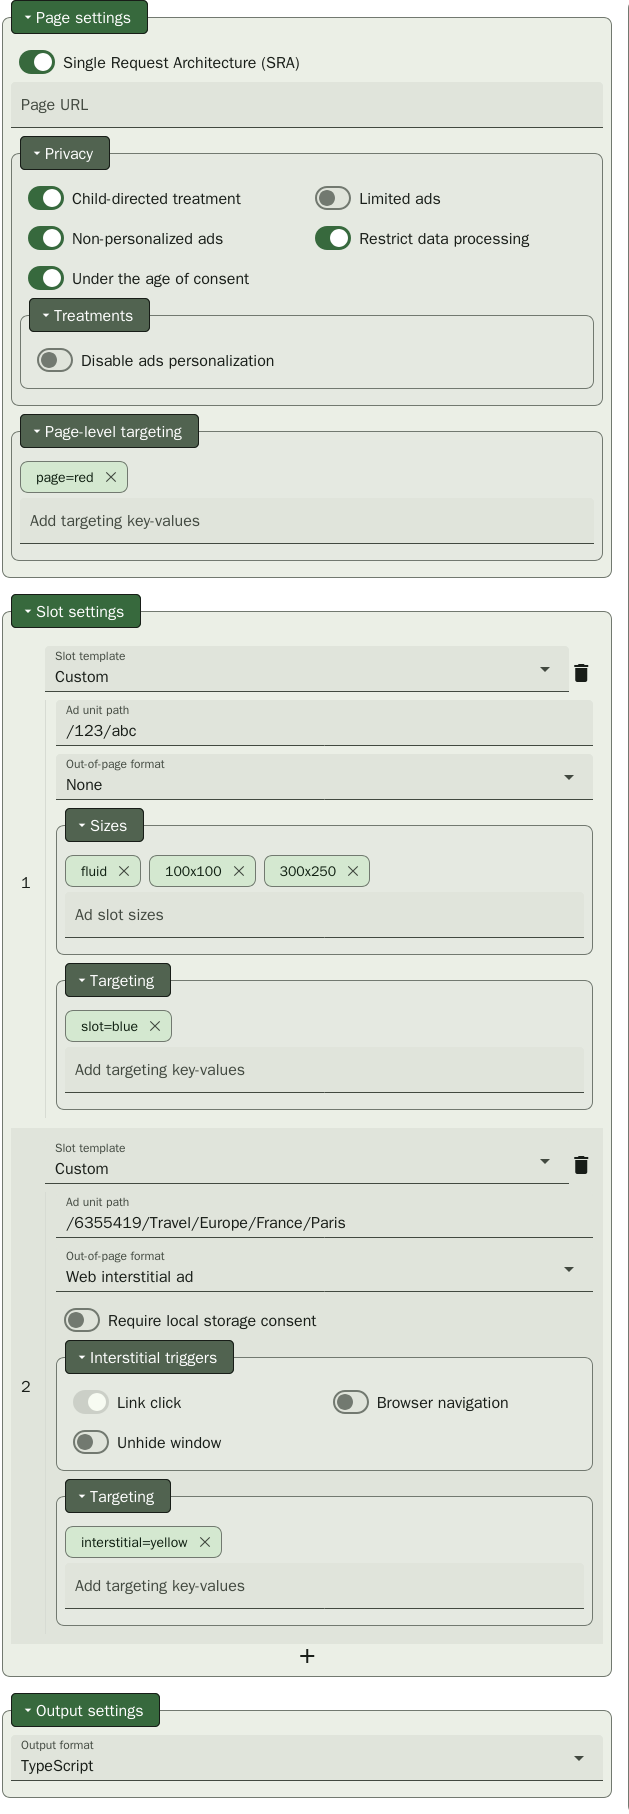 Page settings
Single Request Architecture (SRA)
Page URL
Privacy
Child-directed treatment
Limited ads
Non-personalized ads
Restrict data processing
Under the age of consent
Treatments
Disable ads personalization
Page-level targeting
page=red
Add targeting key-values
Slot settings
1
Slot template
Custom
Ad unit path
/123/abc
Out-of-page format
None
Sizes
fluid
100x100
300x250
Ad slot sizes
Targeting
slot=blue
Add targeting key-values
2
Slot template
Custom
Ad unit path
/6355419/Travel/Europe/France/Paris
Out-of-page format
Web interstitial ad
Require local storage consent
Interstitial triggers
Link click
Browser navigation
Unhide window
Targeting
interstitial=yellow
Add targeting key-values
+
Output settings
Output format
TypeScript